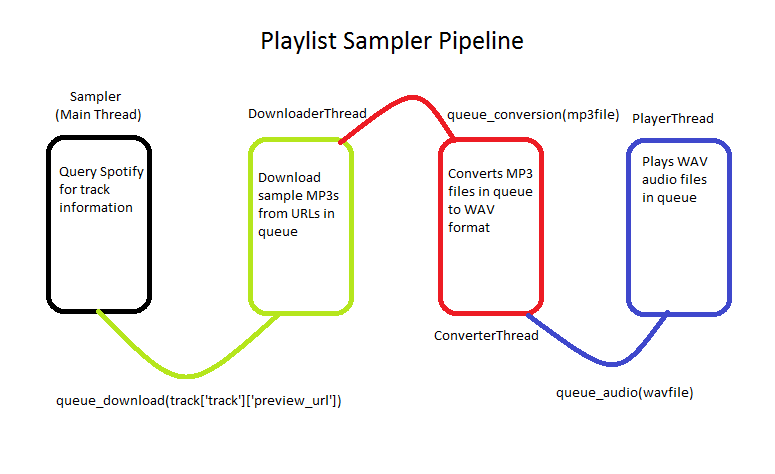 Playlist Sampler Pipeline
Sampler
(Main Thread)
Query Spotify
for track
information
queue_download(track['track']['preview_url'])
DownloaderThread
Download
sample MP3s
from URLs in
queue
queue_conversion(mp3file)
Converts MP3
files in queue
to WAV
format
ConverterThread
PlayerThread
Plays WAV
audio files
in queue
queue_audio(wavfile)